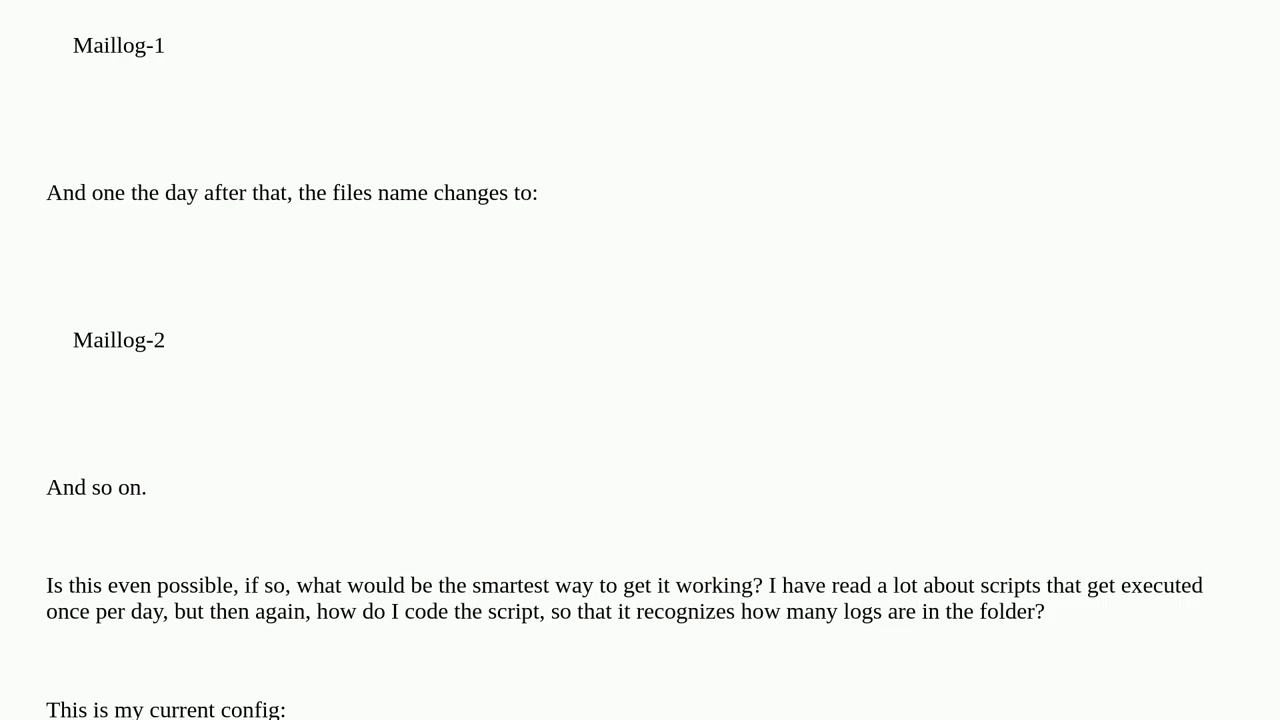 Maillog-1
And one the day after that, the files name changes to:
Maillog-2
And so on.
Is this even possible, if so, what would be the smartest way to get it working? I have read a lot about scripts that get executed
once per day, but then again, how do I code the script, so that it recognizes how many logs are in the folder?
This is my current config: